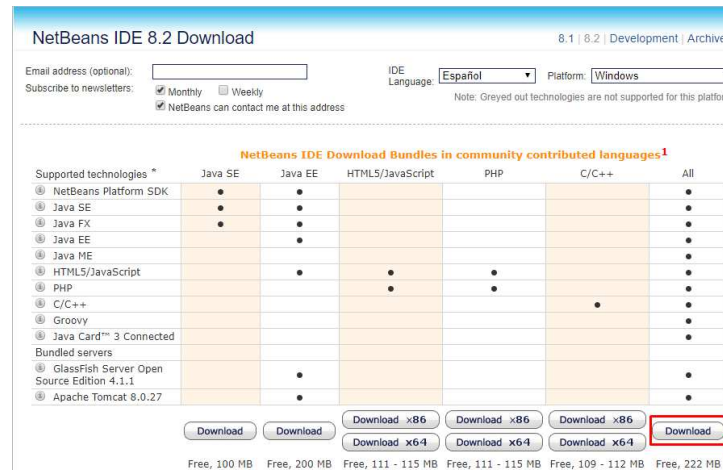 NetBeans IDE 8.2 Download
8.1 | 8.2 | Development | Archive
Email address (optional):
IDE Language: Español Platform: Windows
Subscribe to newsletters: Monthly Weekly
Note: Greyed out technologies are not supported for this platfor
NetBeans can contact me at this address
NetBeans IDE Download Bundles in community contributed languages1
Supported technologies * Java SE Java EE HTML5/JavaScript PHP C/C++ All
NetBeans Platform SDK
Java SE
Java FX
Java EE
Java ME
HTML5/JavaScript
PHP
C/C++
Groovy
Java Card™ 3 Connected
Bundled servers
GlassFish Server Open
Source Edition 4.1.1
Apache Tomcat 8.0.27
Download Download Download x86 Download x86 Download x86 Download
Download x64 Download x64 Download x64
Free, 100 MB Free, 200 MB Free, 111 - 115 MB Free, 111 - 115 MB Free, 109 - 112 MB Free, 222 MB